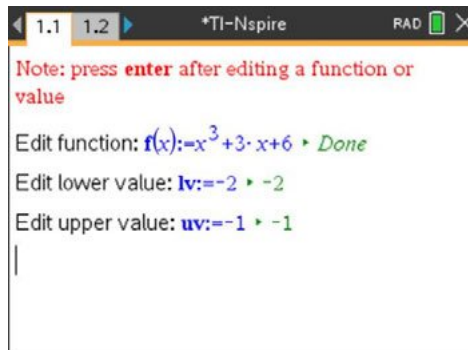 1.1 1.2 *TI-Nspire RAD
Note: press enter after editing a function or
value
Edit function: f(x):=x³+3·x+6 ▸ Done
Edit lower value: lv:=−2 ▸ −2
Edit upper value: uv:=−1 ▸ −1